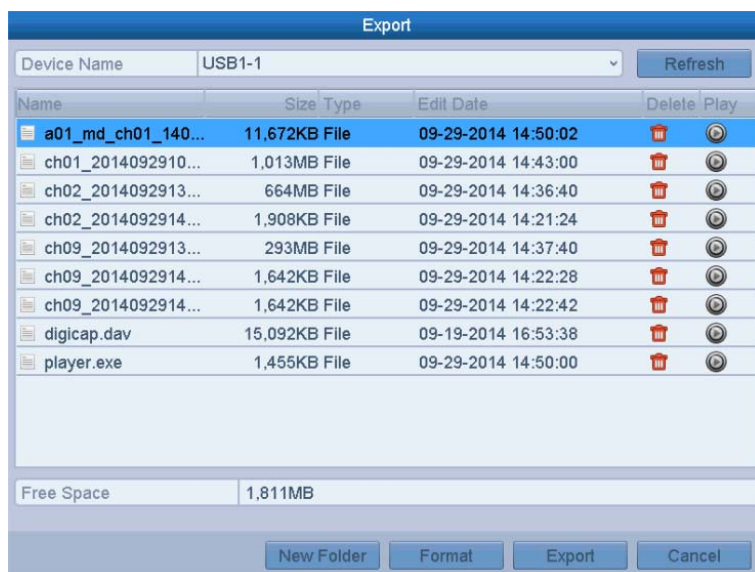 Export
Device Name USB1-1 Refresh
Name Size Type Edit Date Delete Play
a01_md_ch01_140... 11,672KB File 09-29-2014 14:50:02
ch01_2014092910... 1,013MB File 09-29-2014 14:43:00
ch02_2014092913... 664MB File 09-29-2014 14:36:40
ch02_2014092914... 1,908KB File 09-29-2014 14:21:24
ch09_2014092913... 293MB File 09-29-2014 14:37:40
ch09_2014092914... 1,642KB File 09-29-2014 14:22:28
ch09_2014092914... 1,642KB File 09-29-2014 14:22:42
digicap.dav 15,092KB File 09-19-2014 16:53:38
player.exe 1,455KB File 09-29-2014 14:50:00
Free Space 1,811MB
New Folder Format Export Cancel